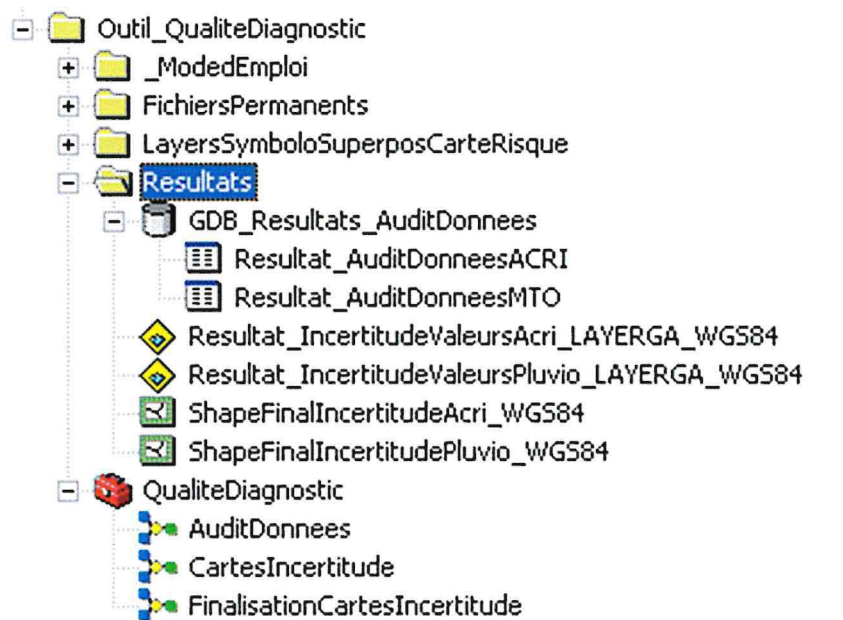 Outil_QualiteDiagnostic
_ModedEmploi
FichiersPermanents
LayersSymboloSuperposCarteRisque
Resultats
GDB_Resultats_AuditDonnees
Resultat_AuditDonneesACRI
Resultat_AuditDonneesMTO
Resultat_IncertitudeValeursAcri_LAYERGA_WGS84
Resultat_IncertitudeValeursPluvio_LAYERGA_WGS84
ShapeFinalIncertitudeAcri_WGS84
ShapeFinalIncertitudePluvio_WGS84
QualiteDiagnostic
AuditDonnees
CartesIncertitude
FinalisationCartesIncertitude